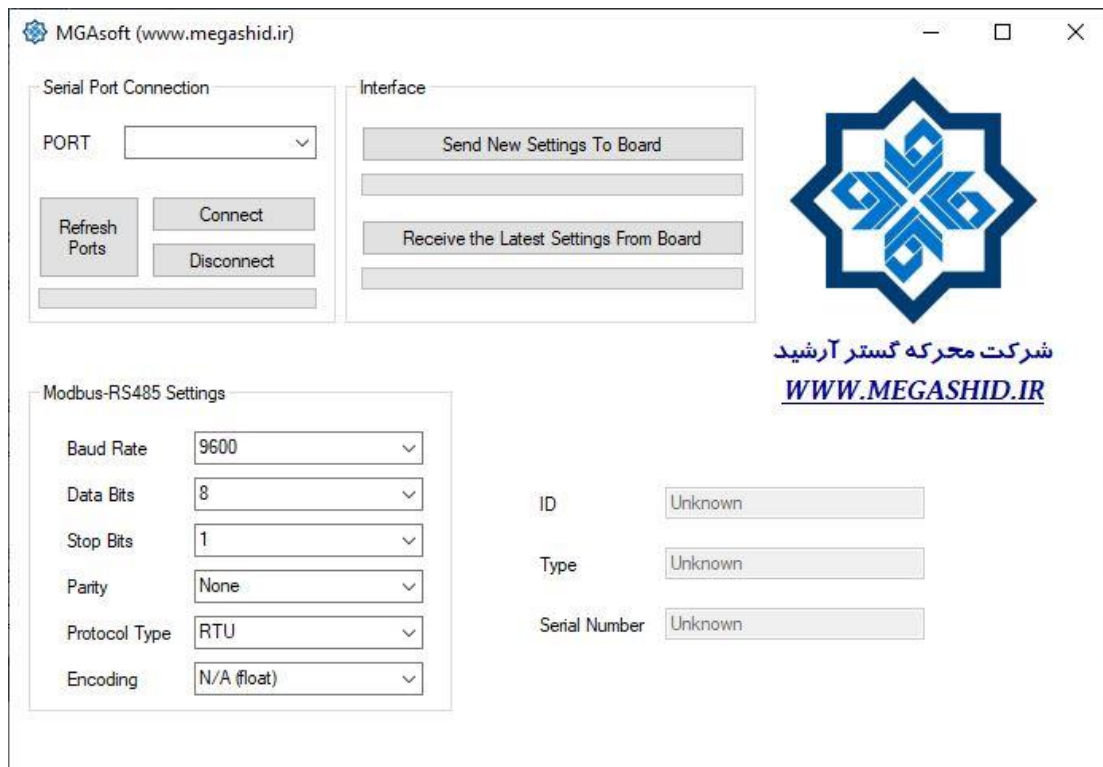 MGAsoft (www.megashid.ir)
Serial Port Connection
PORT
Refresh
Ports
Connect
Disconnect
Interface
Send New Settings To Board
Receive the Latest Settings From Board
شرکت محرکه گستر آرشید
WWW.MEGASHID.IR
Modbus-RS485 Settings
Baud Rate 9600
Data Bits 8
Stop Bits 1
Parity None
Protocol Type RTU
Encoding N/A (float)
ID Unknown
Type Unknown
Serial Number Unknown